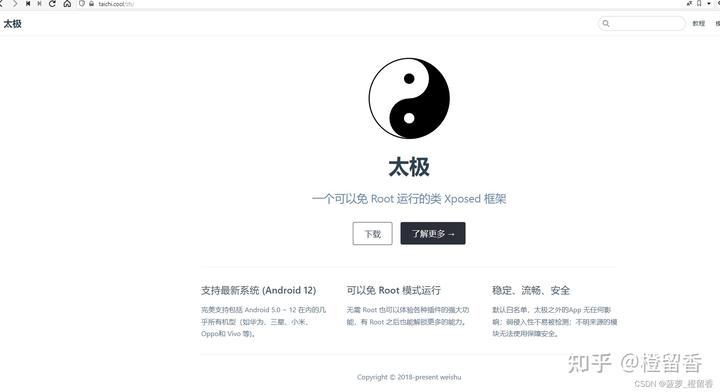 taichi.cool/zh/
太极
教程
太极
一个可以免 Root 运行的类 Xposed 框架
下载
了解更多 →
支持最新系统 (Android 12)
完美支持包括 Android 5.0 ~ 12 在内的几
乎所有机型 (如华为、三星、小米、
Oppo和 Vivo 等)。
可以免 Root 模式运行
无需 Root 也可以体验各种插件的强大功
能，有 Root 之后也能解锁更多的能力。
稳定、流畅、安全
默认白名单，太极之外的App 无任何影
响；弱侵入性不易被检测；不明来源的模
块无法使用保障安全。
Copyright © 2018-present weishu
知乎 @橙留香
CSDN @菠萝_橙留香